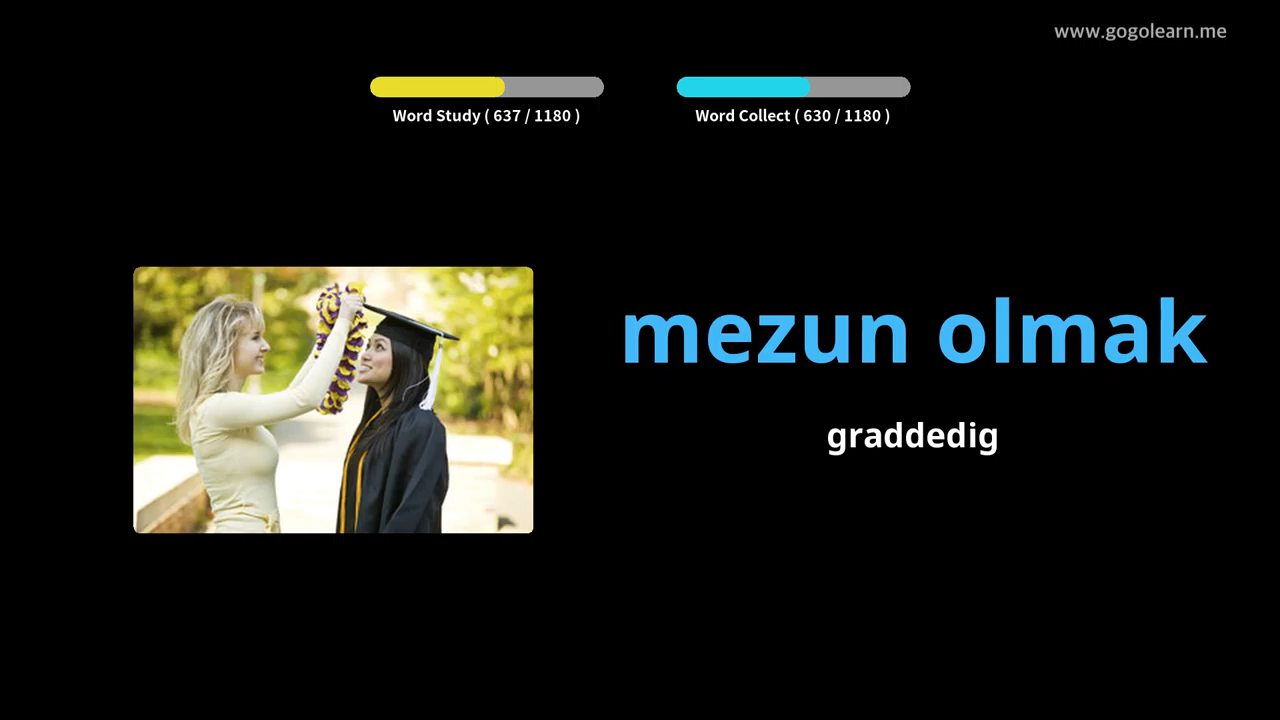 www.gogolearn.me
Word Study ( 637 / 1180 )
Word Collect ( 630 / 1180 )
mezun olmak
graddedig